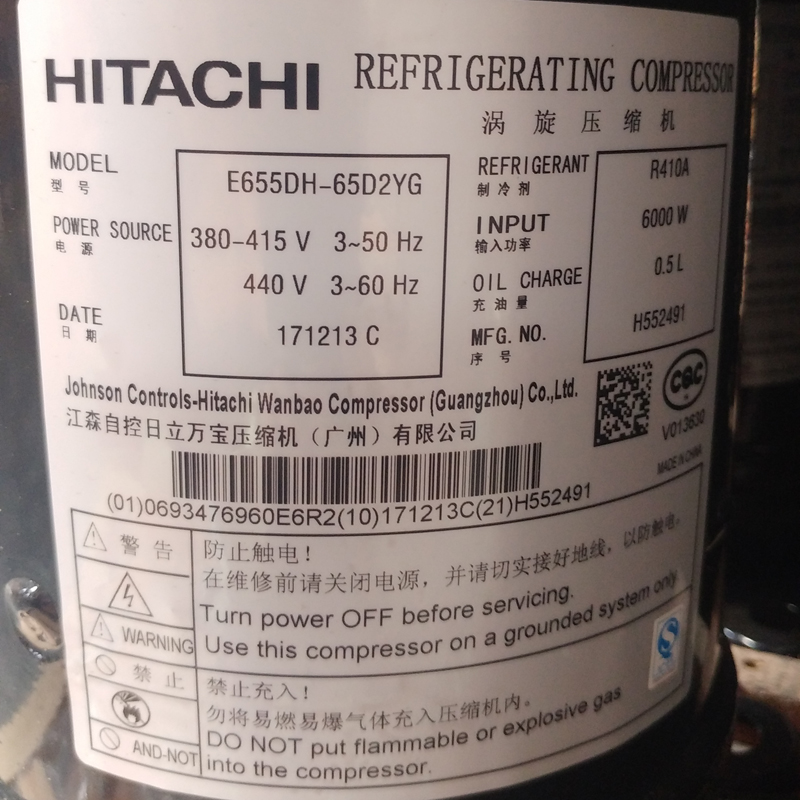 HITACHI
REFRIGERATING COMPRESSOR
涡旋压缩机
MODEL
型号
E655DH-65D2YG
POWER SOURCE
电源
380-415 V 3~50 Hz
440 V 3~60 Hz
DATE
日期
171213 C
REFRIGERANT
制冷剂
R410A
INPUT
输入功率
6000 W
OIL CHARGE
充油量
0.5 L
MFG. NO.
序号
H552491
Johnson Controls-Hitachi Wanbao Compressor (Guangzhou) Co.,Ltd.
江森自控日立万宝压缩机（广州）有限公司
CQC
V013630
MADE IN CHINA
(01)0693476960E6R2(10)171213C(21)H552491
警告
WARNING
防止触电！
在维修前请关闭电源，并请切实接好地线，以防触电。
Turn power OFF before servicing.
Use this compressor on a grounded system only
禁止
AND-NOT
禁止充入！
勿将易燃易爆气体充入压缩机内。
DO NOT put flammable or explosive gas
into the compressor.